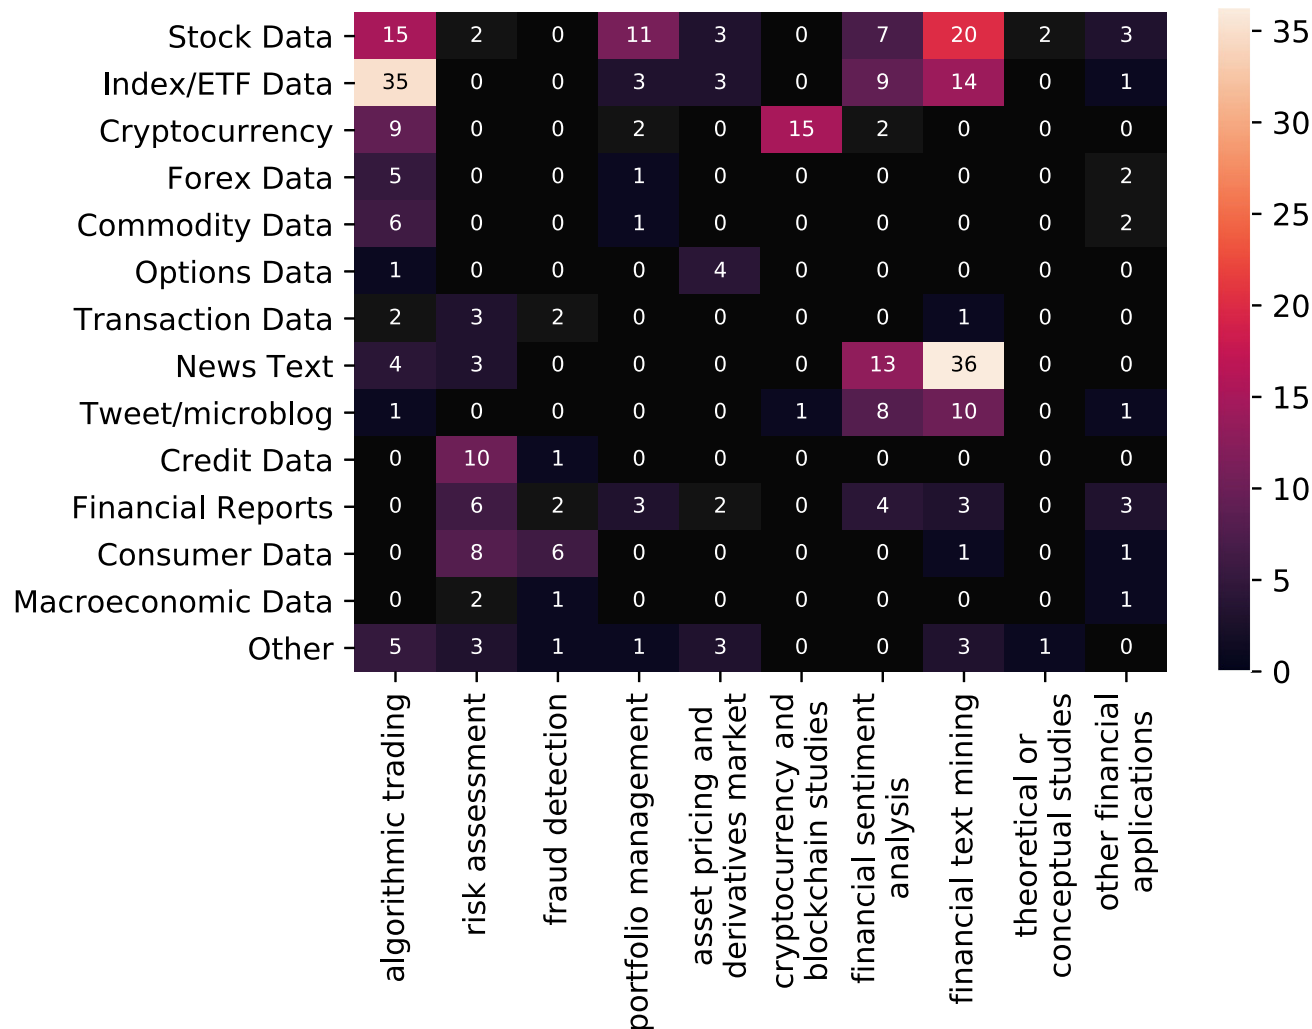 Stock Data 15 2 0 11 3 0 7 20 2 3
Index/ETF Data 35 0 0 3 3 0 9 14 0 1
Cryptocurrency 9 0 0 2 0 15 2 0 0 0
Forex Data 5 0 0 1 0 0 0 0 0 2
Commodity Data 6 0 0 1 0 0 0 0 0 2
Options Data 1 0 0 0 4 0 0 0 0 0
Transaction Data 2 3 2 0 0 0 0 1 0 0
News Text 4 3 0 0 0 0 13 36 0 0
Tweet/microblog 1 0 0 0 0 1 8 10 0 1
Credit Data 0 10 1 0 0 0 0 0 0 0
Financial Reports 0 6 2 3 2 0 4 3 0 3
Consumer Data 0 8 6 0 0 0 0 1 0 1
Macroeconomic Data 0 2 1 0 0 0 0 0 0 1
Other 5 3 1 1 3 0 0 3 1 0
algorithmic trading
risk assessment
fraud detection
portfolio management
asset pricing and
derivatives market
cryptocurrency and
blockchain studies
financial sentiment
analysis
financial text mining
theoretical or
conceptual studies
other financial
applications
35
30
25
20
15
10
5
0